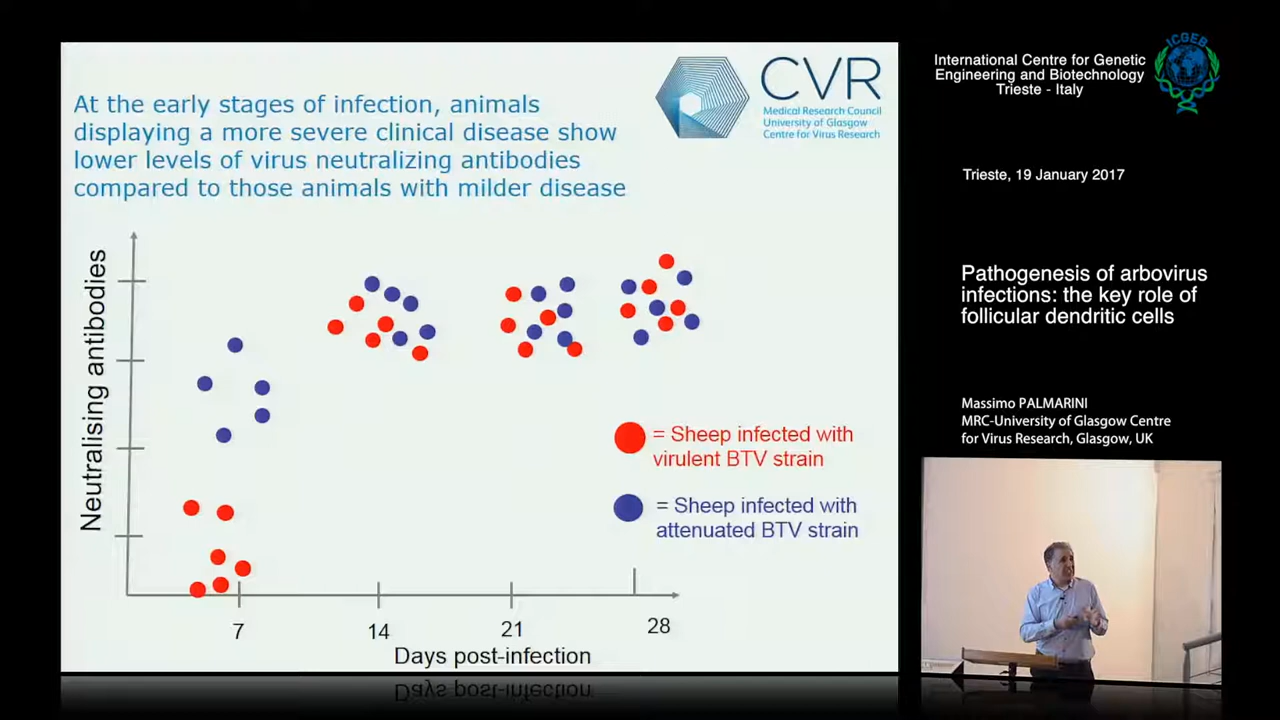 At the early stages of infection, animals
displaying a more severe clinical disease show
lower levels of virus neutralizing antibodies
compared to those animals with milder disease
CVR
Medical Research Council
University of Glasgow
Centre for Virus Research
Neutralising antibodies
= Sheep infected with
virulent BTV strain
= Sheep infected with
attenuated BTV strain
7
14
21
28
Days post-infection
International Centre for Genetic
Engineering and Biotechnology
Trieste - Italy
ICGEB
Trieste, 19 January 2017
Pathogenesis of arbovirus
infections: the key role of
follicular dendritic cells
Massimo PALMARINI
MRC-University of Glasgow Centre
for Virus Research, Glasgow, UK